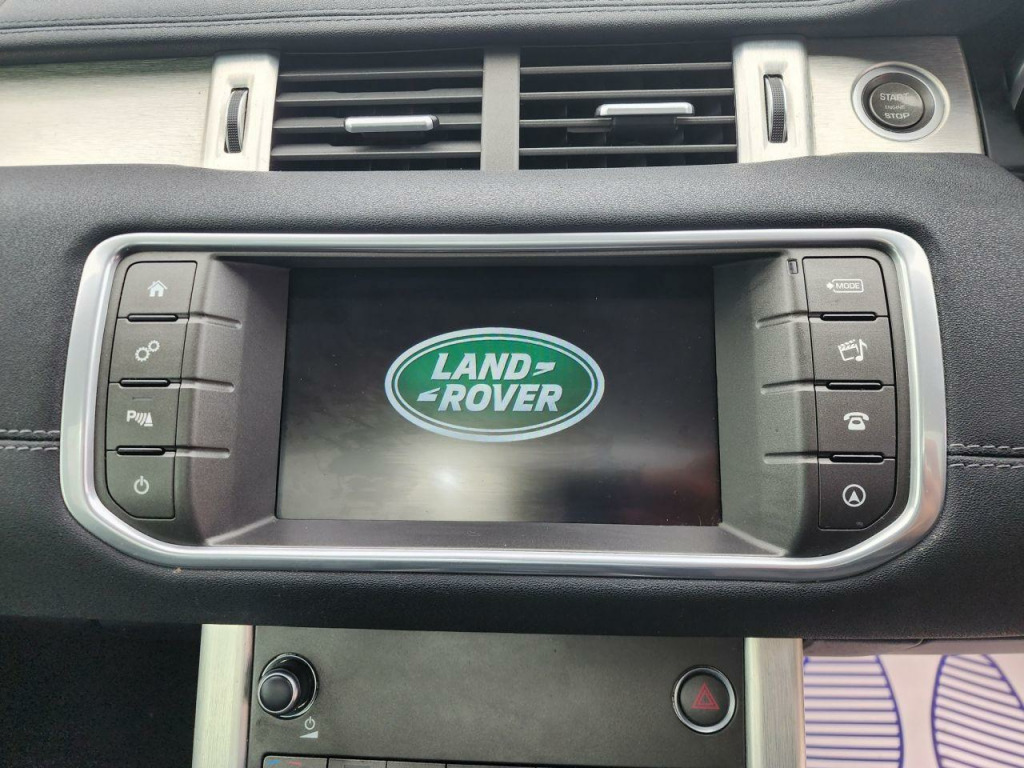 START
ENGINE
STOP
MODE
LAND
ROVER
P